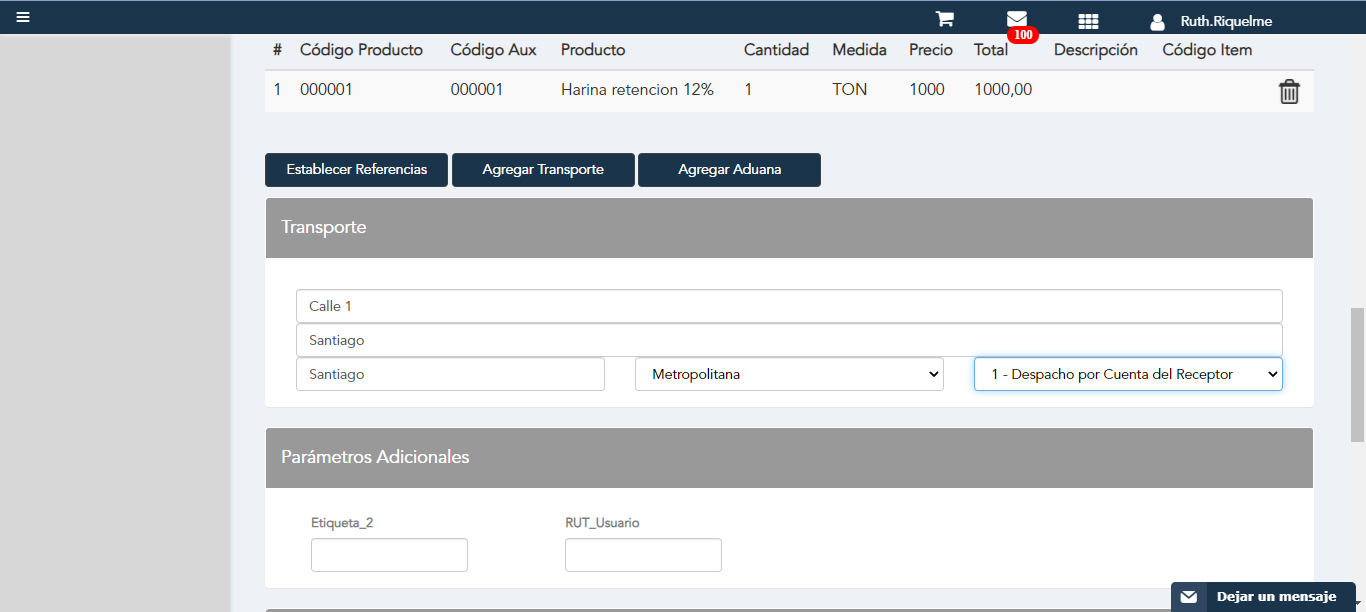 Ruth.Riquelme
100
# Código Producto Código Aux Producto Cantidad Medida Precio Total Descripción Código Item
1 000001 000001 Harina retencion 12% 1 TON 1000 1000,00
Establecer Referencias Agregar Transporte Agregar Aduana
Transporte
Calle 1
Santiago
Santiago Metropolitana 1 - Despacho por Cuenta del Receptor
Parámetros Adicionales
Etiqueta_2 RUT_Usuario
Dejar un mensaje